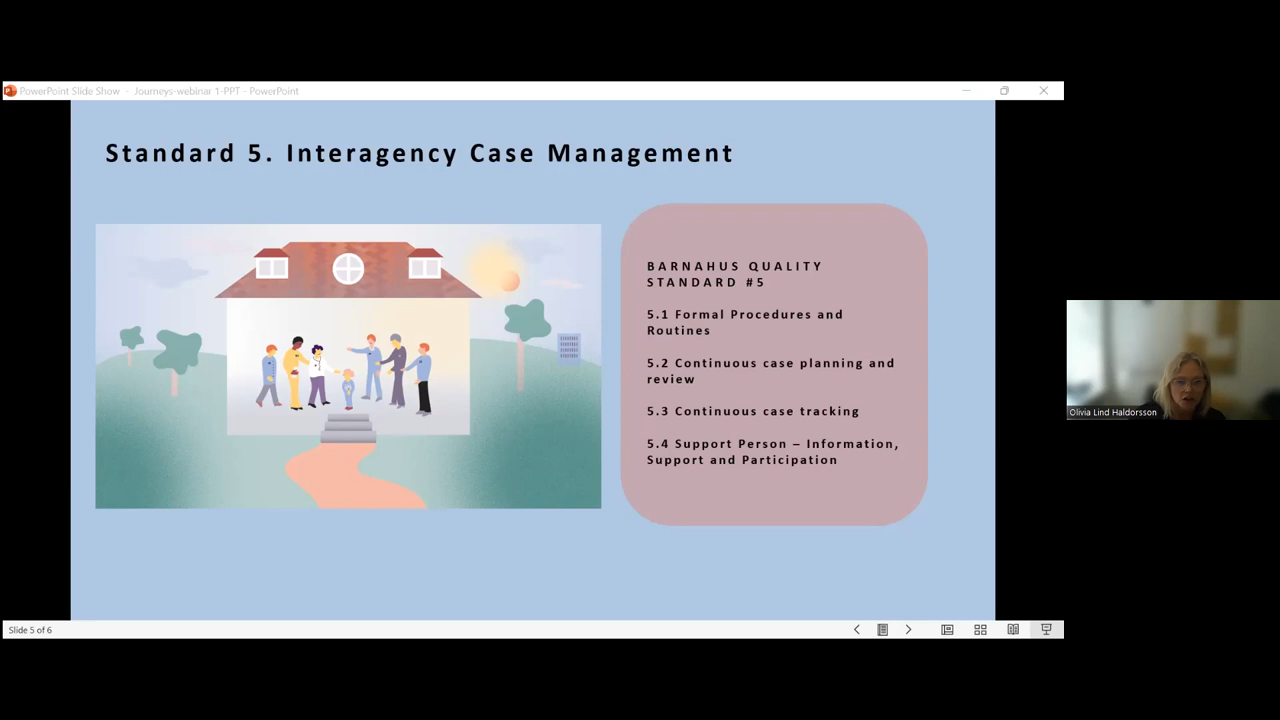 PowerPoint Slide Show - Journeys-webinar 1-PPT - PowerPoint
Standard 5. Interagency Case Management
BARNAHUS QUALITY
STANDARD #5
5.1 Formal Procedures and
Routines
5.2 Continuous case planning and
review
5.3 Continuous case tracking
5.4 Support Person – Information,
Support and Participation
Olivia Lind Haldorsson
Slide 5 of 6